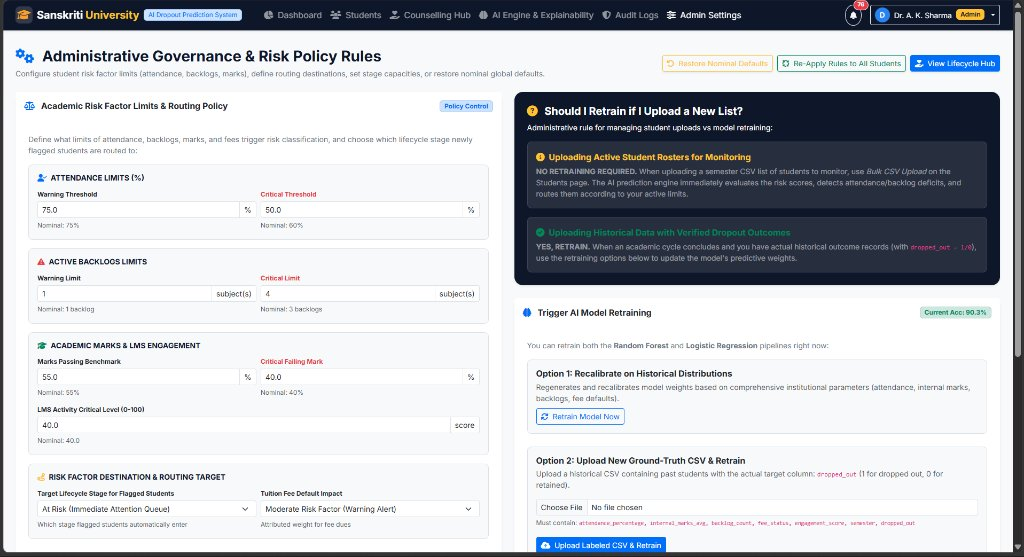 Sanskriti University AI Dropout Prediction System Dashboard Students Counselling Hub AI Engine & Explainability Audit Logs Admin Settings 76 D Dr. A. K. Sharma Admin
Administrative Governance & Risk Policy Rules
Configure student risk factor limits (attendance, backlogs, marks), define routing destinations, set stage capacities, or restore nominal global defaults.
Restore Nominal Defaults Re-Apply Rules to All Students View Lifecycle Hub
Academic Risk Factor Limits & Routing Policy Policy Control
Define what limits of attendance, backlogs, marks, and fees trigger risk classification, and choose which lifecycle stage newly
flagged students are routed to:
ATTENDANCE LIMITS (%)
Warning Threshold Critical Threshold
75.0 % 50.0 %
Nominal: 75% Nominal: 60%
ACTIVE BACKLOGS LIMITS
Warning Limit Critical Limit
1 subject(s) 4 subject(s)
Nominal: 1 backlog Nominal: 3 backlogs
ACADEMIC MARKS & LMS ENGAGEMENT
Marks Passing Benchmark Critical Failing Mark
55.0 % 40.0 %
Nominal: 55% Nominal: 40%
LMS Activity Critical Level (0-100)
40.0 score
Nominal: 40.0
RISK FACTOR DESTINATION & ROUTING TARGET
Target Lifecycle Stage for Flagged Students Tuition Fee Default Impact
At Risk (Immediate Attention Queue) Moderate Risk Factor (Warning Alert)
Which stage flagged students automatically enter Attributed weight for fee dues
Should I Retrain if I Upload a New List?
Administrative rule for managing student uploads vs model retraining:
Uploading Active Student Rosters for Monitoring
NO RETRAINING REQUIRED. When uploading a semester CSV list of students to monitor, use Bulk CSV Upload on the
Students page. The AI prediction engine immediately evaluates the risk scores, detects attendance/backlog deficits, and
routes them according to your active limits.
Uploading Historical Data with Verified Dropout Outcomes
YES, RETRAIN. When an academic cycle concludes and you have actual historical outcome records (with dropped_out = 1/0),
use the retraining options below to update the model's predictive weights.
Trigger AI Model Retraining Current Acc: 90.3%
You can retrain both the Random Forest and Logistic Regression pipelines right now:
Option 1: Recalibrate on Historical Distributions
Regenerates and recalibrates model weights based on comprehensive institutional parameters (attendance, internal marks,
backlogs, fee defaults).
Retrain Model Now
Option 2: Upload New Ground-Truth CSV & Retrain
Upload a historical CSV containing past students with the actual target column: dropped_out (1 for dropped out, 0 for
retained).
Choose File No file chosen
Must contain: attendance_percentage, internal_marks_avg, backlog_count, fee_status, engagement_score, semester, dropped_out
Upload Labeled CSV & Retrain